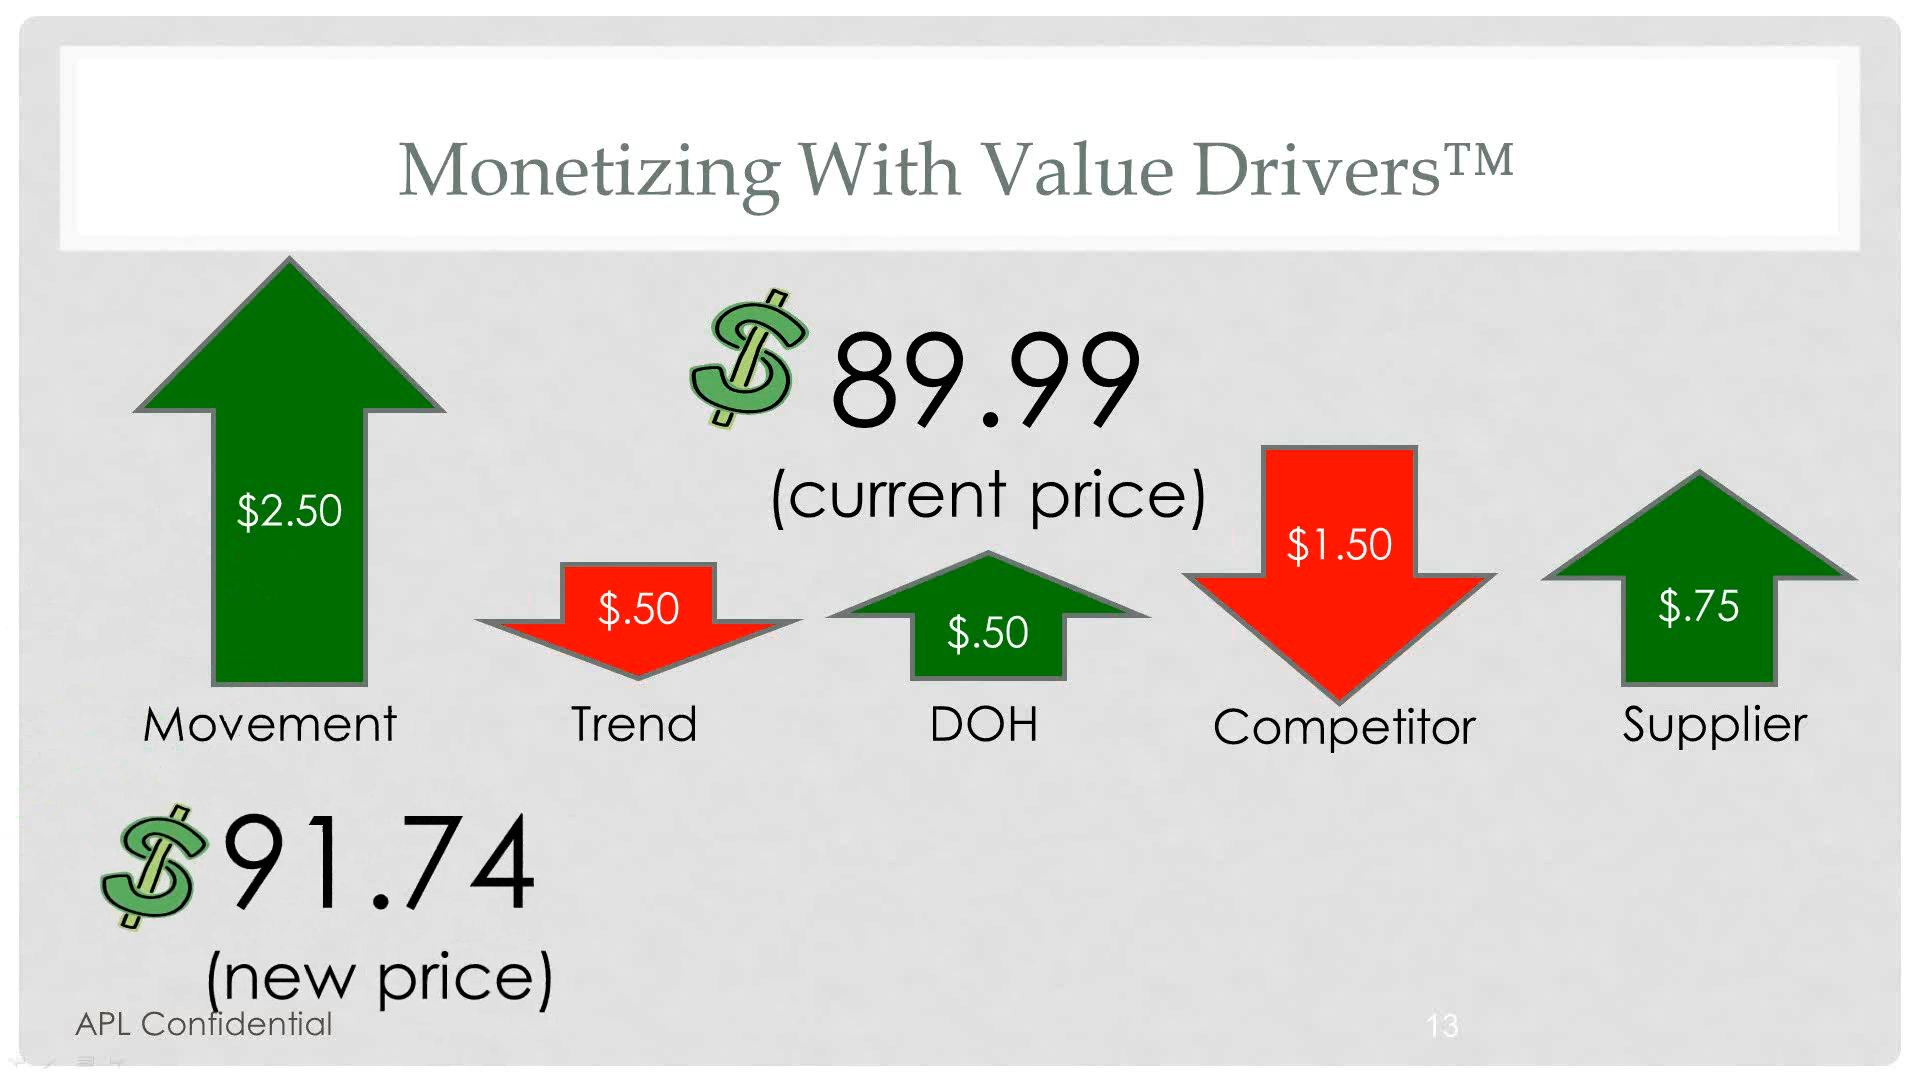 Monetizing With Value Drivers™
$ 89.99
(current price)
$2.50
$.50
$.50
$1.50
$.75
Movement
Trend
DOH
Competitor
Supplier
$91.74
(new price)
APL Confidential
13